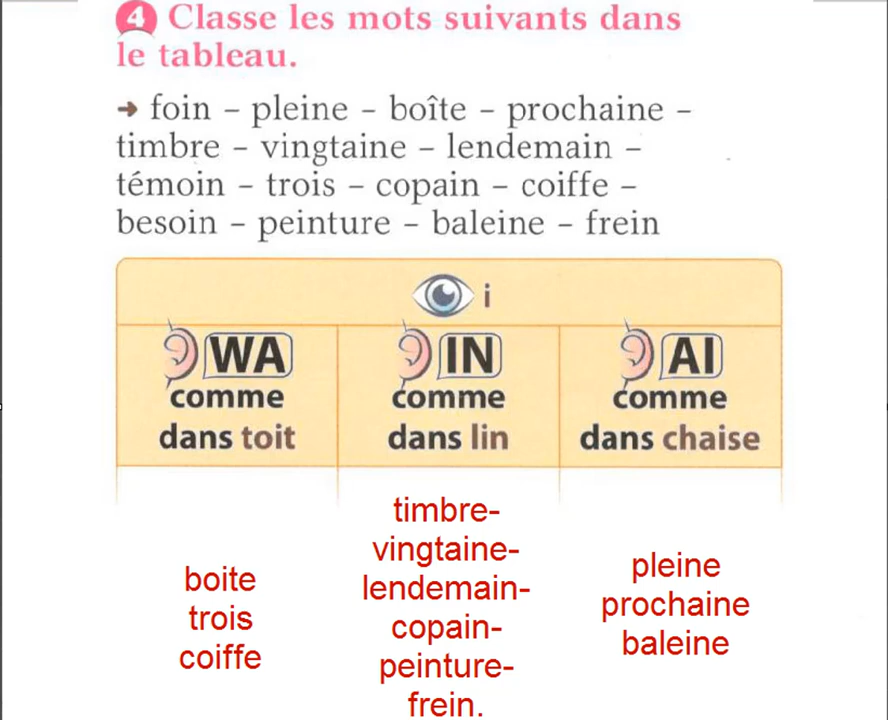 4 Classe les mots suivants dans
le tableau.
→ foin – pleine – boîte – prochaine –
timbre – vingtaine – lendemain –
témoin – trois – copain – coiffe –
besoin – peinture – baleine – frein
i
WA
comme
dans toit
IN
comme
dans lin
AI
comme
dans chaise
boite
trois
coiffe
timbre-
vingtaine-
lendemain-
copain-
peinture-
frein.
pleine
prochaine
baleine